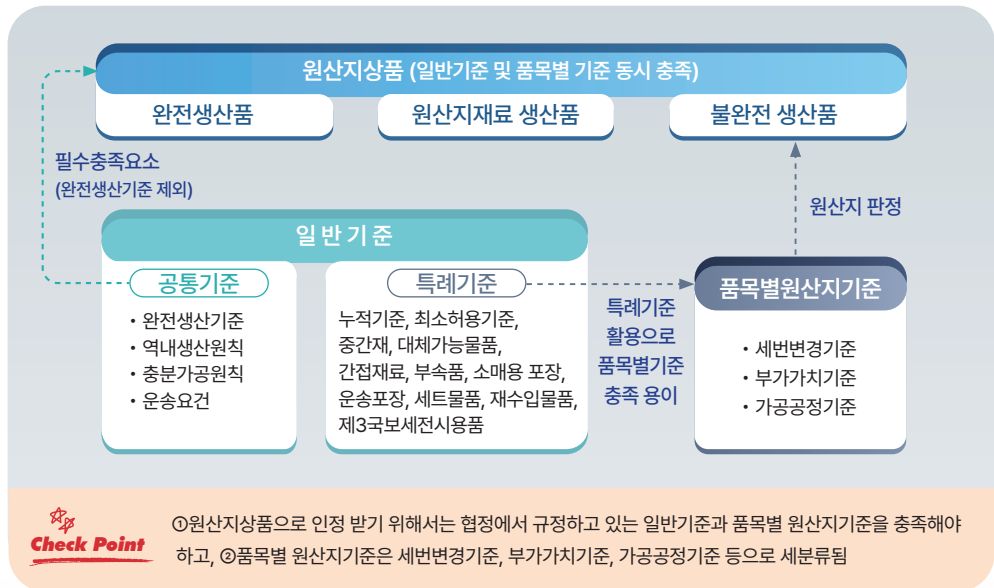 원산지상품 (일반기준 및 품목별 기준 동시 충족)
완전생산품
원산지재료 생산품
불완전 생산품
필수충족요소
(완전생산기준 제외)
원산지 판정
일반기준
공통기준
• 완전생산기준
• 역내생산원칙
• 충분가공원칙
• 운송요건
특례기준
누적기준, 최소허용기준,
중간재, 대체가능물품,
간접재료, 부속품, 소매용 포장,
운송포장, 세트물품, 재수입물품,
제3국보세전시용품
특례기준
활용으로
품목별기준
충족 용이
품목별원산지기준
• 세번변경기준
• 부가가치기준
• 가공공정기준
Check Point
①원산지상품으로 인정 받기 위해서는 협정에서 규정하고 있는 일반기준과 품목별 원산지기준을 충족해야
하고, ②품목별 원산지기준은 세번변경기준, 부가가치기준, 가공공정기준 등으로 세분류됨